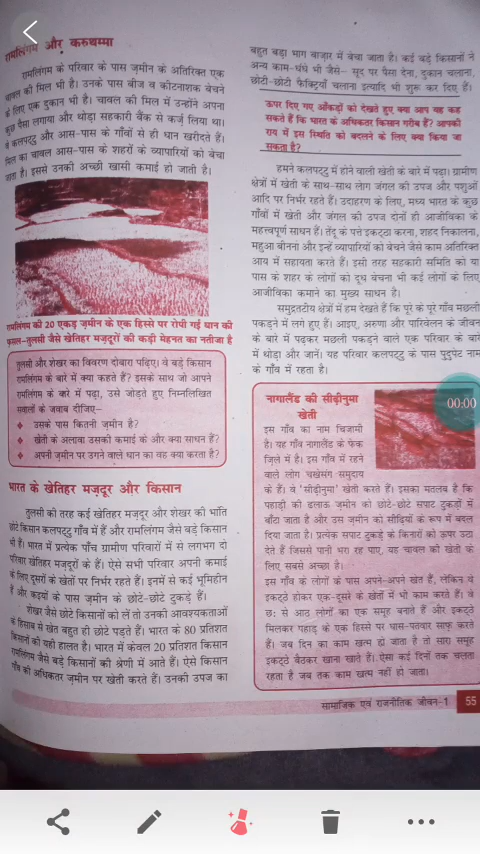 रामलिंगम और करुथम्मा
रामलिंगम के परिवार के पास ज़मीन के अतिरिक्त एक
चावल की मिल भी है। उनके पास बीज व कीटनाशक बेचने
के लिए एक दुकान भी है। चावल की मिल में उन्होंने अपना
कुछ पैसा लगाया और थोड़ा सहकारी बैंक से कर्ज़ लिया था।
वे कलपट्टु और आस-पास के गाँवों से ही धान खरीदते हैं।
मिल का चावल आस-पास के शहरों के व्यापारियों को बेचा
जाता है। इससे उनकी अच्छी खासी कमाई हो जाती है।
रामलिंगम की 20 एकड़ ज़मीन के एक हिस्से पर रोपी गई धान की
फ़सल–तुलसी जैसे खेतिहर मज़दूरों की कड़ी मेहनत का नतीजा है
तुलसी और शेखर का विवरण दोबारा पढ़िए। वे बड़े किसान
रामलिंगम के बारे में क्या कहते हैं? इसके साथ जो आपने
रामलिंगम के बारे में पढ़ा, उसे जोड़ते हुए निम्नलिखित
सवालों के जवाब दीजिए–
❖ उसके पास कितनी ज़मीन है?
❖ खेती के अलावा उसकी कमाई के और क्या साधन हैं?
❖ अपनी ज़मीन पर उगने वाले धान का वह क्या करता है?
भारत के खेतिहर मज़दूर और किसान
तुलसी की तरह कई खेतिहर मज़दूर और शेखर की भांति
छोटे किसान कलपट्टु गाँव में हैं और रामलिंगम जैसे बड़े किसान
भी हैं। भारत में प्रत्येक पाँच ग्रामीण परिवारों में से लगभग दो
परिवार खेतिहर मज़दूरों के हैं। ऐसे सभी परिवार अपनी कमाई
के लिए दूसरों के खेतों पर निर्भर रहते हैं। इनमें से कई भूमिहीन
हैं और कइयों के पास ज़मीन के छोटे-छोटे टुकड़े हैं।
शेखर जैसे छोटे किसानों को लें तो उनकी आवश्यकताओं
के हिसाब से खेत बहुत ही छोटे पड़ते हैं। भारत के 80 प्रतिशत
किसानों की यही हालत है। भारत में केवल 20 प्रतिशत किसान
रामलिंगम जैसे बड़े किसानों की श्रेणी में आते हैं। ऐसे किसान
गाँव की अधिकतर ज़मीन पर खेती करते हैं। उनकी उपज का
बहुत बड़ा भाग बाज़ार में बेचा जाता है। कई बड़े किसानों ने
अन्य काम-धंधे भी जैसे– सूद पर पैसा देना, दुकान चलाना,
छोटी-छोटी फैक्ट्रियाँ चलाना इत्यादि भी शुरू कर दिए हैं।
ऊपर दिए गए आँकड़ों को देखते हुए क्या आप यह कह
सकते हैं कि भारत के अधिकतर किसान गरीब हैं? आपकी
राय में इस स्थिति को बदलने के लिए क्या किया जा
सकता है?
हमने कलपट्टु में होने वाली खेती के बारे में पढ़ा। ग्रामीण
क्षेत्रों में खेती के साथ-साथ लोग जंगल की उपज और पशुओं
आदि पर निर्भर रहते हैं। उदाहरण के लिए, मध्य भारत के कुछ
गाँवों में खेती और जंगल की उपज दोनों ही आजीविका के
महत्त्वपूर्ण साधन हैं। तेंदू के पत्ते इकट्ठा करना, शहद निकालना,
महुआ बीनना और इन्हें व्यापारियों को बेचने जैसे काम अतिरिक्त
आय में सहायता करते हैं। इसी तरह सहकारी समिति को या
पास के शहर के लोगों को दूध बेचना भी कई लोगों के लिए
आजीविका कमाने का मुख्य साधन है।
समुद्रतटीय क्षेत्रों में हम देखते हैं कि पूरे के पूरे गाँव मछली
पकड़ने में लगे हुए हैं। आइए, अरुणा और पारिवेलन के जीवन
के बारे में पढ़कर मछली पकड़ने वाले एक परिवार के बारे
में थोड़ा और जानें। यह परिवार कलपट्टु के पास पुदुपेट नाम
के गाँव में रहता है।
नागालैंड की सीढ़ीनुमा
खेती
00:00
इस गाँव का नाम चिज़ामी
है। यह गाँव नागालैंड के फेक
ज़िले में है। इस गाँव में रहने
वाले लोग चखेसंग समुदाय
के हैं। वे 'सीढ़ीनुमा' खेती करते हैं। इसका मतलब है कि
पहाड़ी की ढलाऊ ज़मीन को छोटे-छोटे सपाट टुकड़ों में
बाँटा जाता है और उस ज़मीन को सीढ़ियों के रूप में बदल
दिया जाता है। प्रत्येक सपाट टुकड़े के किनारों को ऊपर उठा
देते हैं जिससे पानी भरा रह पाए, यह चावल की खेती के
लिए सबसे अच्छा है।
इस गाँव के लोगों के पास अपने-अपने खेत हैं, लेकिन वे
इकट्ठे होकर एक-दूसरे के खेतों में भी काम करते हैं। वे
छः से आठ लोगों का एक समूह बनाते हैं और इकट्ठे
मिलकर पहाड़ के एक हिस्से पर घास-पतवार साफ़ करते
हैं। जब दिन का काम खत्म हो जाता है तो सारा समूह
इकट्ठे बैठकर खाना खाते हैं। ऐसा कई दिनों तक चलता
रहता है जब तक काम खत्म नहीं हो जाता।
सामाजिक एवं राजनीतिक जीवन-1 55